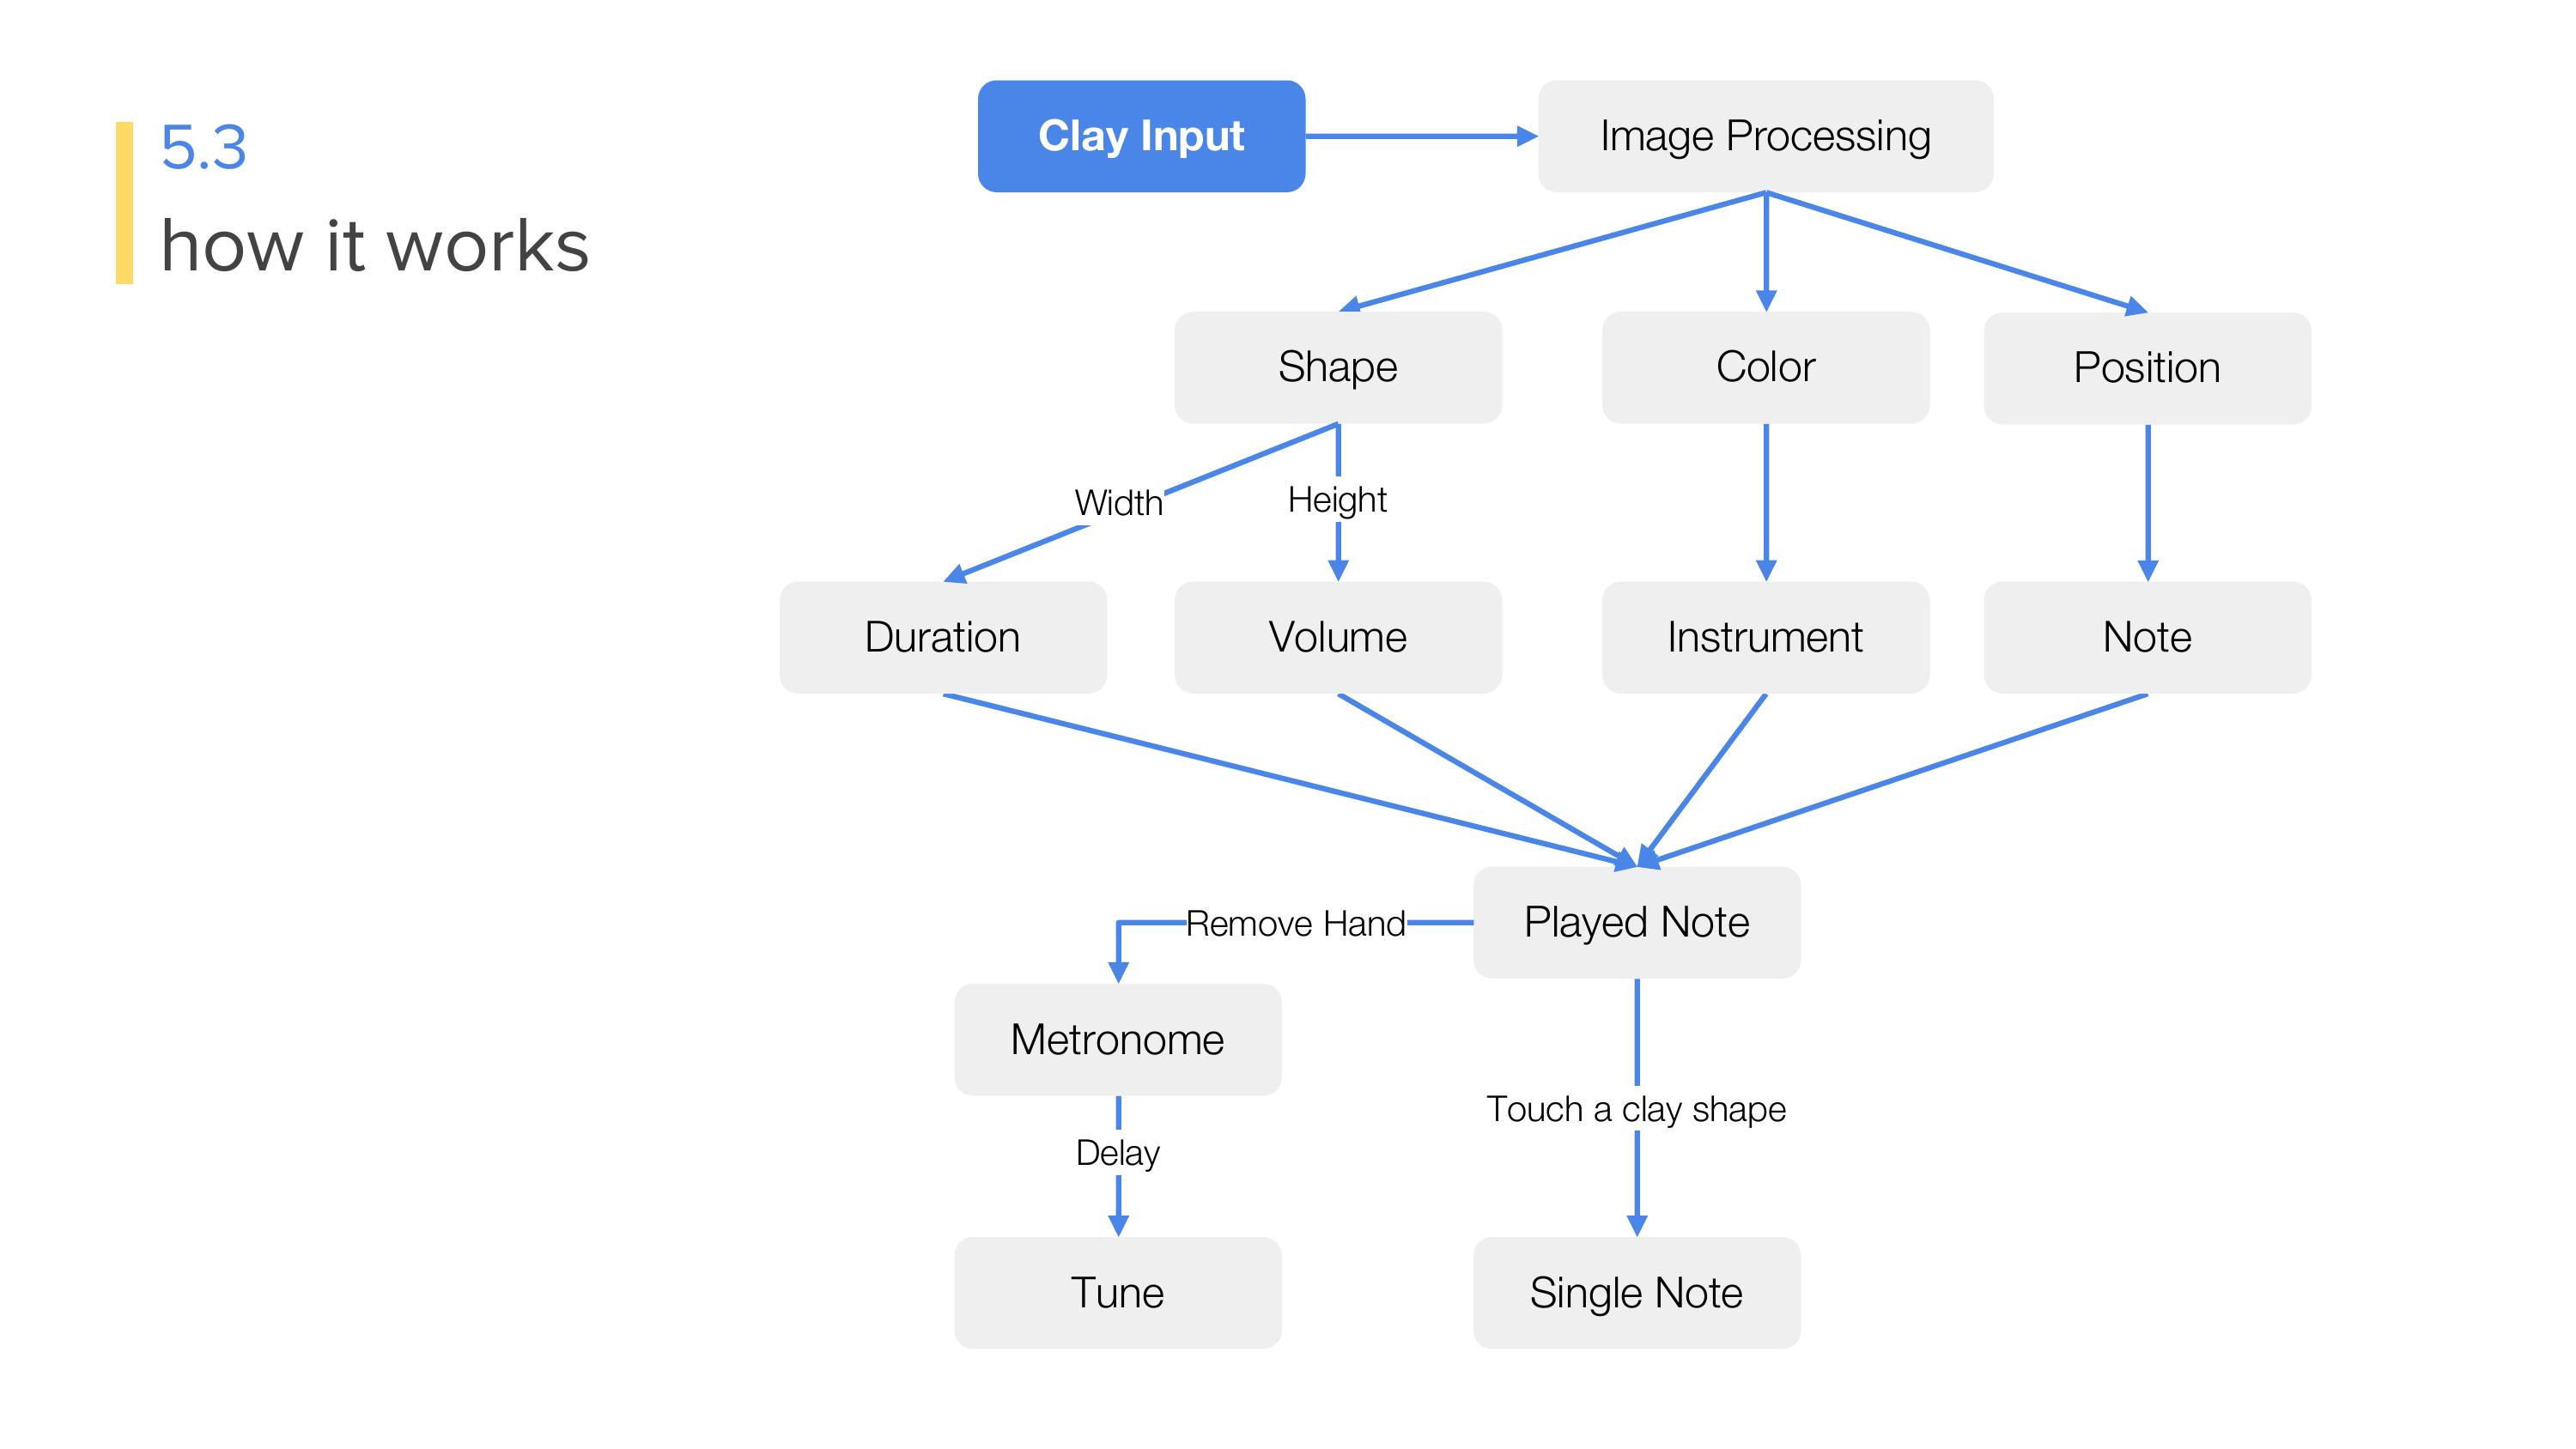 5.3
how it works
Clay Input
Image Processing
Shape
Color
Position
Width
Height
Duration
Volume
Instrument
Note
Remove Hand
Played Note
Metronome
Touch a clay shape
Delay
Tune
Single Note